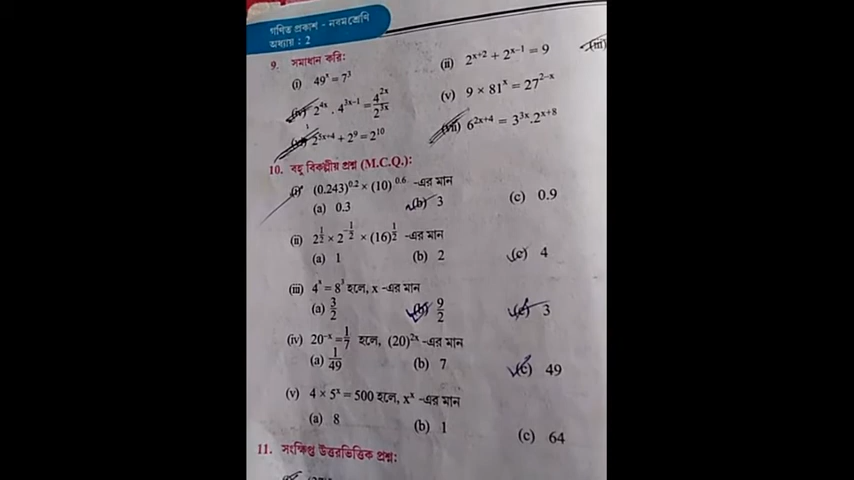 গণিত প্রকাশ - নবম শ্রেণি
অধ্যায় : 2
9. সমাধান করি:
(i) 49ˣ = 7³ (ii) 2ˣ⁺² + 2ˣ⁻¹ = 9 (iii)
(iv) 2⁴ˣ . 4³ˣ⁻¹ = 4²ˣ/2³ˣ (v) 9 × 81ˣ = 27²⁻ˣ
2⁵ˣ⁺⁴ + 2⁹ = 2¹⁰ (vii) 6²ˣ⁺⁴ = 3³ˣ.2ˣ⁺⁸
10. বহু বিকল্পীয় প্রশ্ন (M.C.Q.):
(i) (0.243)^0.2 × (10)^0.6 -এর মান
(a) 0.3 (b) 3 (c) 0.9
(ii) 2^1/2 × 2^-1/2 × (16)^1/2 -এর মান
(a) 1 (b) 2 (c) 4
(iii) 4ˣ = 8³ হলে, x -এর মান
(a) 3/2 (b) 9/2 (c) 3
(iv) 20⁻ˣ = 1/7 হলে, (20)²ˣ -এর মান
(a) 1/49 (b) 7 (c) 49
(v) 4 × 5ˣ = 500 হলে, xˣ -এর মান
(a) 8 (b) 1 (c) 64
11. সংক্ষিপ্ত উত্তরভিত্তিক প্রশ্ন: